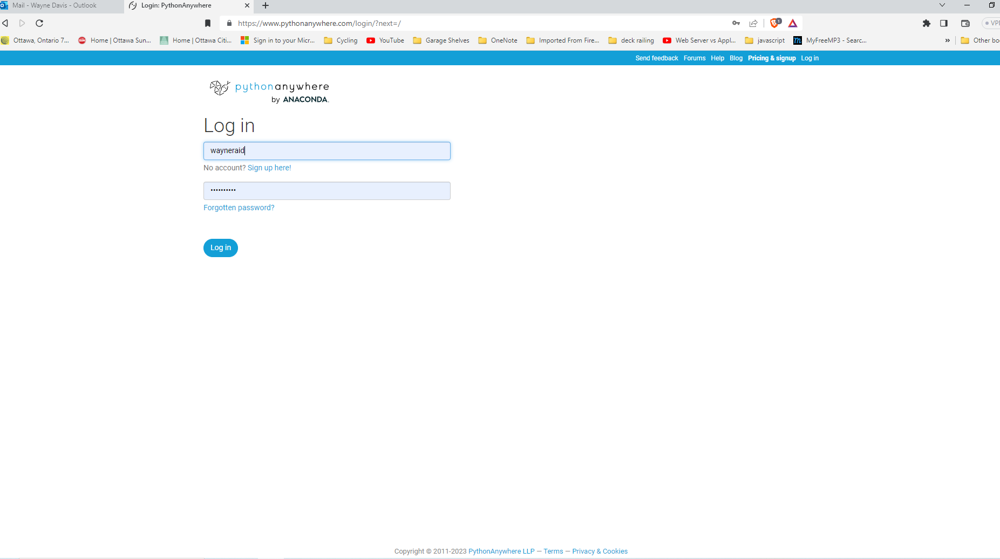 Mail - Wayne Davis - Outlook
Login: PythonAnywhere
https://www.pythonanywhere.com/login/?next=/
1
VPN
Ottawa, Ontario 7...
SUN
Home | Ottawa Sun...
Home | Ottawa Citi...
Sign in to your Micr...
Cycling
YouTube
Garage Shelves
OneNote
Imported From Fire...
deck railing
Web Server vs Appl...
javascript
m
MyFreeMP3 - Searc...
»
Other bo
Send feedback Forums Help Blog Pricing & signup Log in
pythonanywhere
by ANACONDA.
Log in
wayneraid
No account? Sign up here!
••••••••••
Forgotten password?
Log in
Copyright © 2011-2023 PythonAnywhere LLP — Terms — Privacy & Cookies